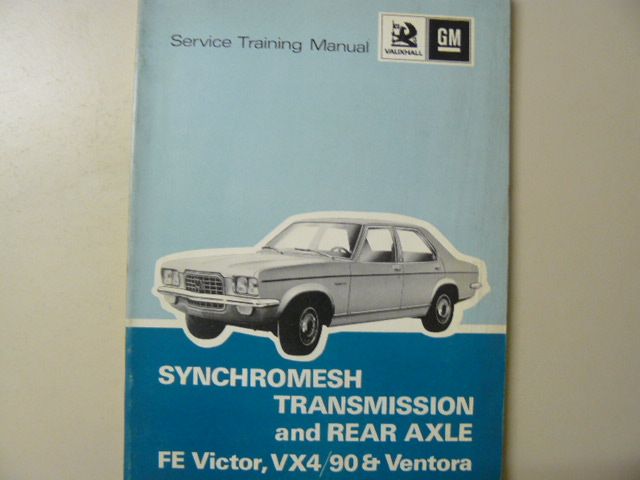 Service Training Manual
VAUXHALL
GM
SYNCHROMESH
TRANSMISSION
and REAR AXLE
FE Victor, VX4/90 & Ventora